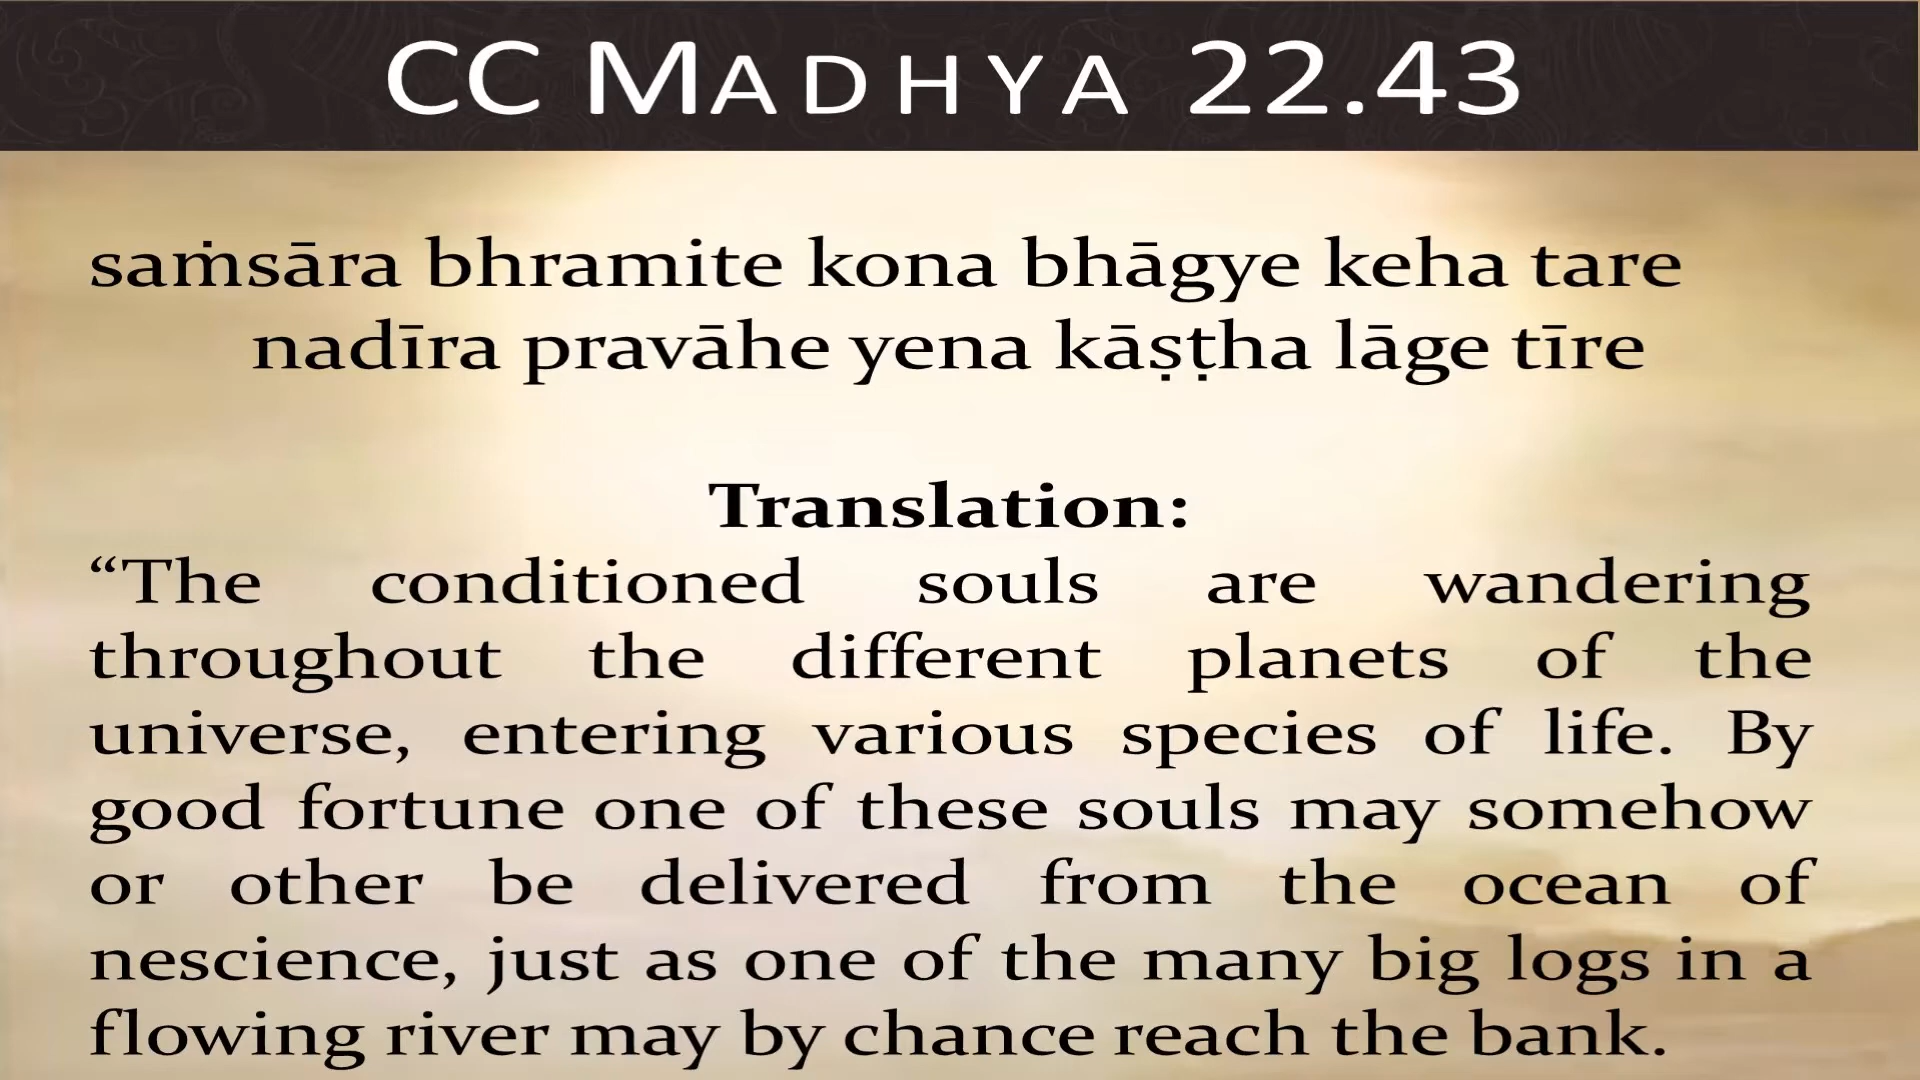 CC MADHYA 22.43
saṁsāra bhramite kona bhāgye keha tare
nadīra pravāhe yena kāṣṭha lāge tīre
Translation:
“The conditioned souls are wandering
throughout the different planets of the
universe, entering various species of life. By
good fortune one of these souls may somehow
or other be delivered from the ocean of
nescience, just as one of the many big logs in a
flowing river may by chance reach the bank.